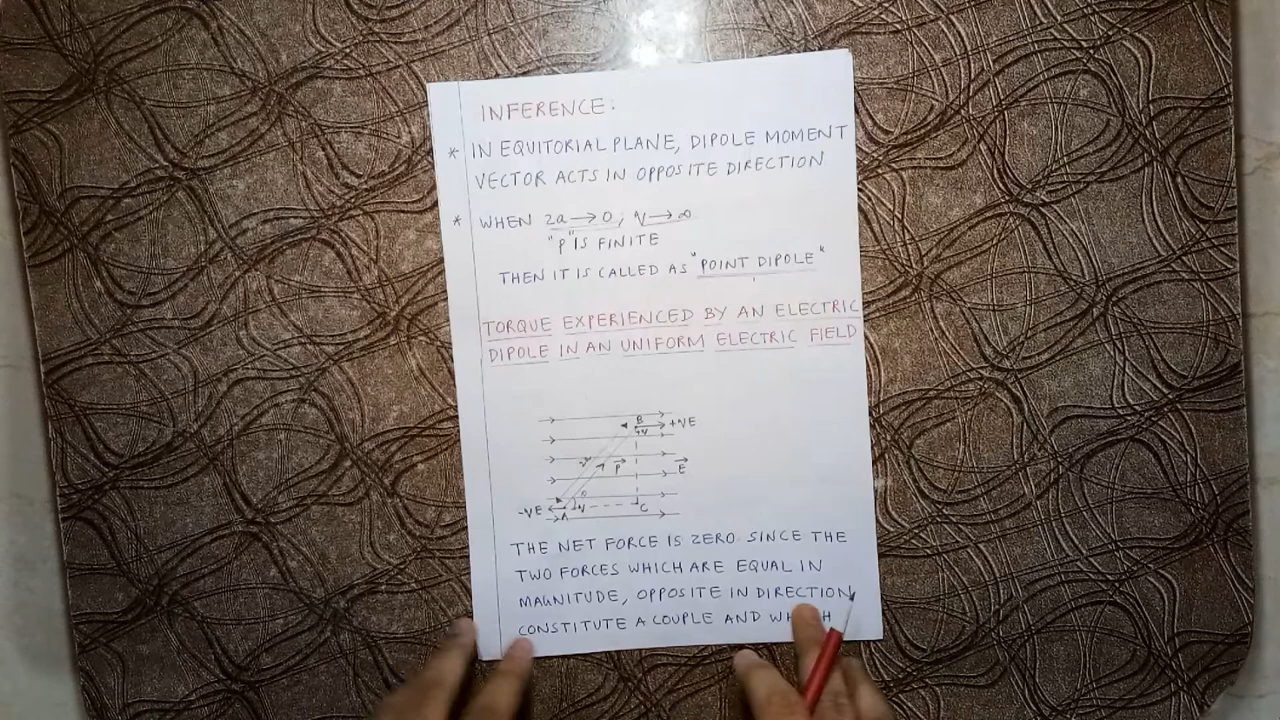 INFERENCE:
* IN EQUITORIAL PLANE, DIPOLE MOMENT
VECTOR ACTS IN OPPOSITE DIRECTION
* WHEN 2a→0; q→∞
"P" IS FINITE
THEN IT IS CALLED AS "POINT DIPOLE"
TORQUE EXPERIENCED BY AN ELECTRIC
DIPOLE IN AN UNIFORM ELECTRIC FIELD
B
+qE
+q
P
E
-qE
A
C
THE NET FORCE IS ZERO. SINCE THE
TWO FORCES WHICH ARE EQUAL IN
MAGNITUDE, OPPOSITE IN DIRECTION
CONSTITUTE A COUPLE AND